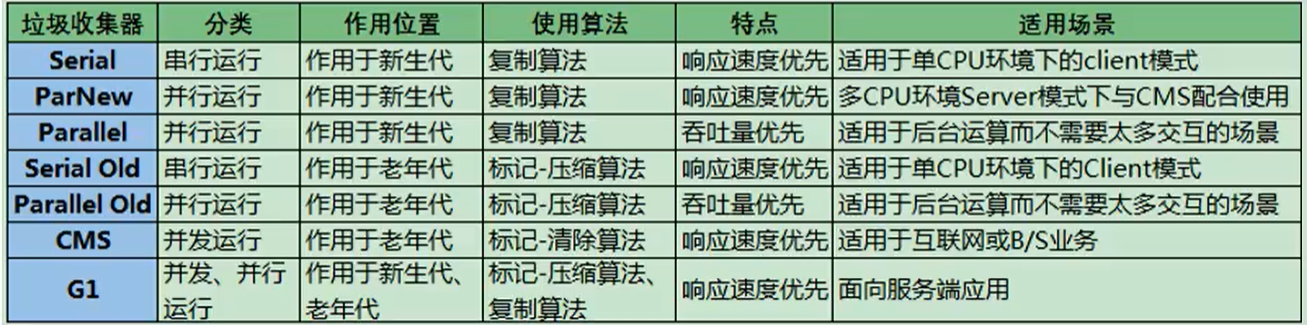 垃圾收集器 分类 作用位置 使用算法 特点 适用场景
Serial 串行运行 作用于新生代 复制算法 响应速度优先 适用于单CPU环境下的client模式
ParNew 并行运行 作用于新生代 复制算法 响应速度优先 多CPU环境Server模式下与CMS配合使用
Parallel 并行运行 作用于新生代 复制算法 吞吐量优先 适用于后台运算而不需要太多交互的场景
Serial Old 串行运行 作用于老年代 标记-压缩算法 响应速度优先 适用于单CPU环境下的Client模式
Parallel Old 并行运行 作用于老年代 标记-压缩算法 吞吐量优先 适用于后台运算而不需要太多交互的场景
CMS 并发运行 作用于老年代 标记-清除算法 响应速度优先 适用于互联网或B/S业务
G1 并发、并行 作用于新生代、 标记-压缩算法、 响应速度优先 面向服务端应用
运行 老年代 复制算法